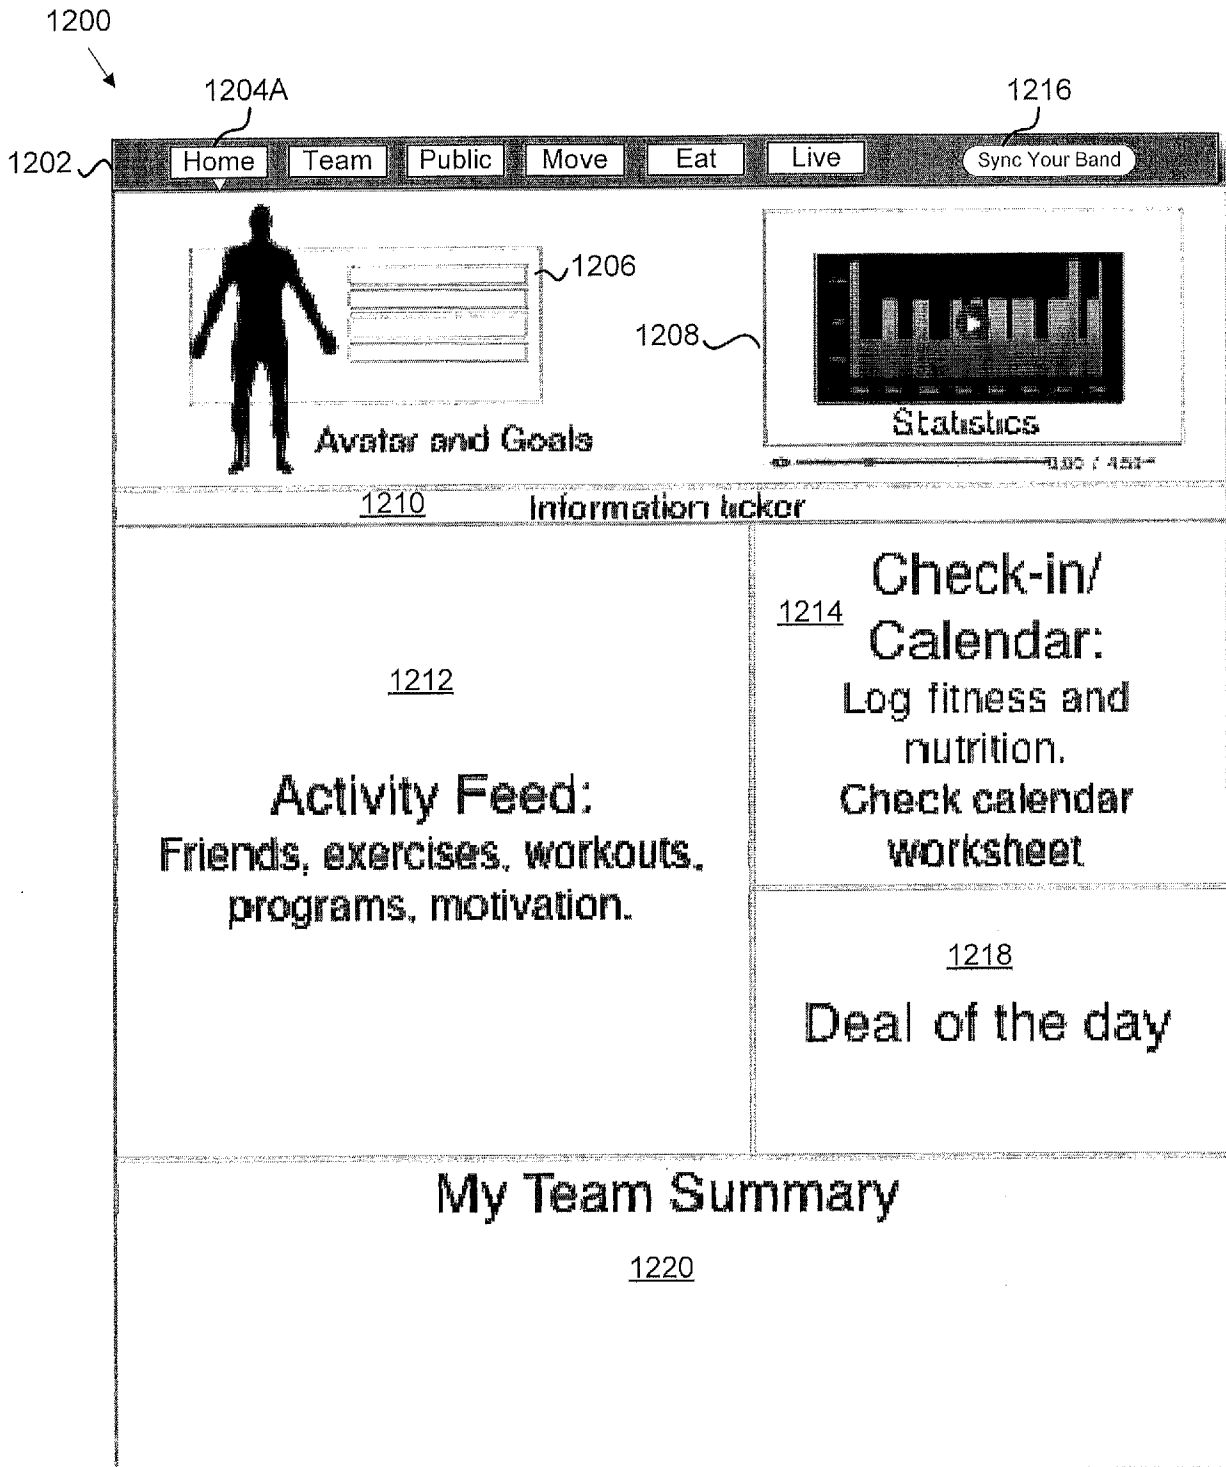 1200
1204A
1216
1202
Home Team Public Move Eat Live Sync Your Band
1206
1208
Avatar and Goals
Statistics
1210 Information ticker
Check-in/
1214
Calendar:
1212
Log fitness and
nutrition.
Activity Feed:
Check calendar
Friends, exercises, workouts,
worksheet
programs, motivation.
1218
Deal of the day
My Team Summary
1220